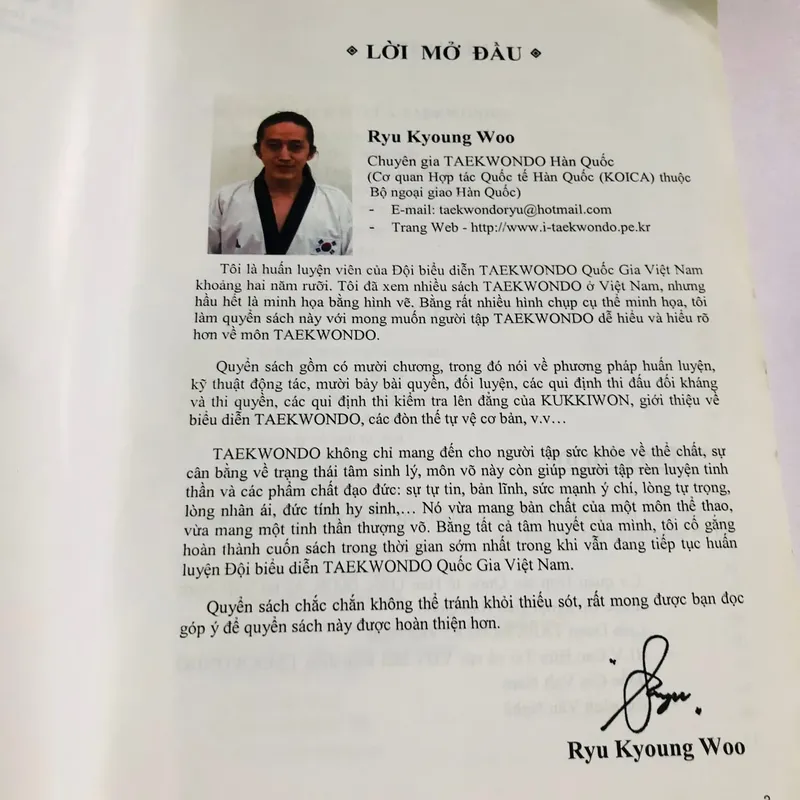 LỜI MỞ ĐẦU
Ryu Kyoung Woo
Chuyên gia TAEKWONDO Hàn Quốc
(Cơ quan Hợp tác Quốc tế Hàn Quốc (KOICA) thuộc
Bộ ngoại giao Hàn Quốc)
- E-mail: taekwondoryu@hotmail.com
- Trang Web - http://www.i-taekwondo.pe.kr
Tôi là huấn luyện viên của Đội biểu diễn TAEKWONDO Quốc Gia Việt Nam
khoảng hai năm rưỡi. Tôi đã xem nhiều sách TAEKWONDO ở Việt Nam, nhưng
hầu hết là minh họa bằng hình vẽ. Bằng rất nhiều hình chụp cụ thể minh họa, tôi
làm quyển sách này với mong muốn người tập TAEKWONDO dễ hiểu và hiểu rõ
hơn về môn TAEKWONDO.
Quyển sách gồm có mười chương, trong đó nói về phương pháp huấn luyện,
kỹ thuật động tác, mười bảy bài quyền, đối luyện, các qui định thi đấu đối kháng
và thi quyền, các qui định thi kiểm tra lên đẳng của KUKKIWON, giới thiệu về
biểu diễn TAEKWONDO, các đòn thế tự vệ cơ bản, v.v...
TAEKWONDO không chỉ mang đến cho người tập sức khỏe về thể chất, sự
cân bằng về trạng thái tâm sinh lý, môn võ này còn giúp người tập rèn luyện tinh
thần và các phẩm chất đạo đức: sự tự tin, bản lĩnh, sức mạnh ý chí, lòng tự trọng,
lòng nhân ái, đức tính hy sinh,... Nó vừa mang bản chất của một môn thể thao,
vừa mang một tinh thần thượng võ. Bằng tất cả tâm huyết của mình, tôi cố gắng
hoàn thành cuốn sách trong thời gian sớm nhất trong khi vẫn đang tiếp tục huấn
luyện Đội biểu diễn TAEKWONDO Quốc Gia Việt Nam.
Quyển sách chắc chắn không thể tránh khỏi thiếu sót, rất mong được bạn đọc
góp ý để quyển sách này được hoàn thiện hơn.
Ryu Kyoung Woo